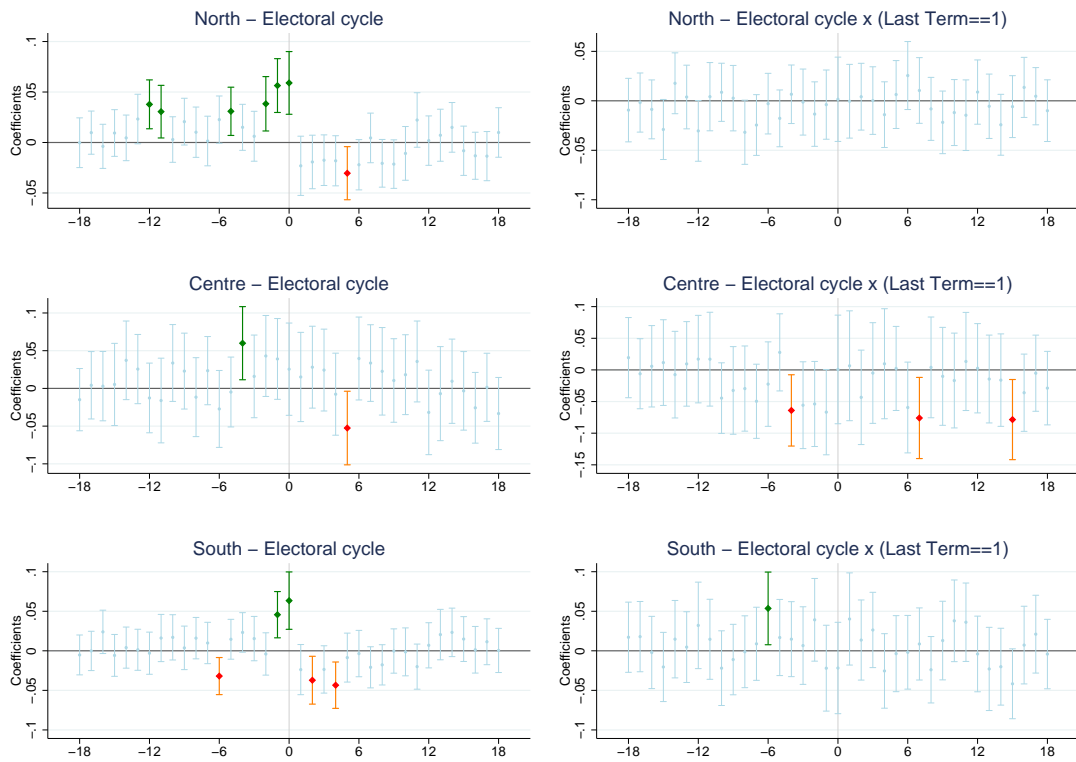 North − Electoral cycle
Coefficients
.1
.05
0
−.05
−18 −12 −6 0 6 12 18
North − Electoral cycle x (Last Term==1)
Coefficients
.05
0
−.05
−.1
−18 −12 −6 0 6 12 18
Centre − Electoral cycle
Coefficients
.1
.05
0
−.05
−.1
−18 −12 −6 0 6 12 18
Centre − Electoral cycle x (Last Term==1)
Coefficients
.1
.05
0
−.05
−.1
−.15
−18 −12 −6 0 6 12 18
South − Electoral cycle
Coefficients
.1
.05
0
−.05
−.1
−18 −12 −6 0 6 12 18
South − Electoral cycle x (Last Term==1)
Coefficients
.1
.05
0
−.05
−.1
−18 −12 −6 0 6 12 18